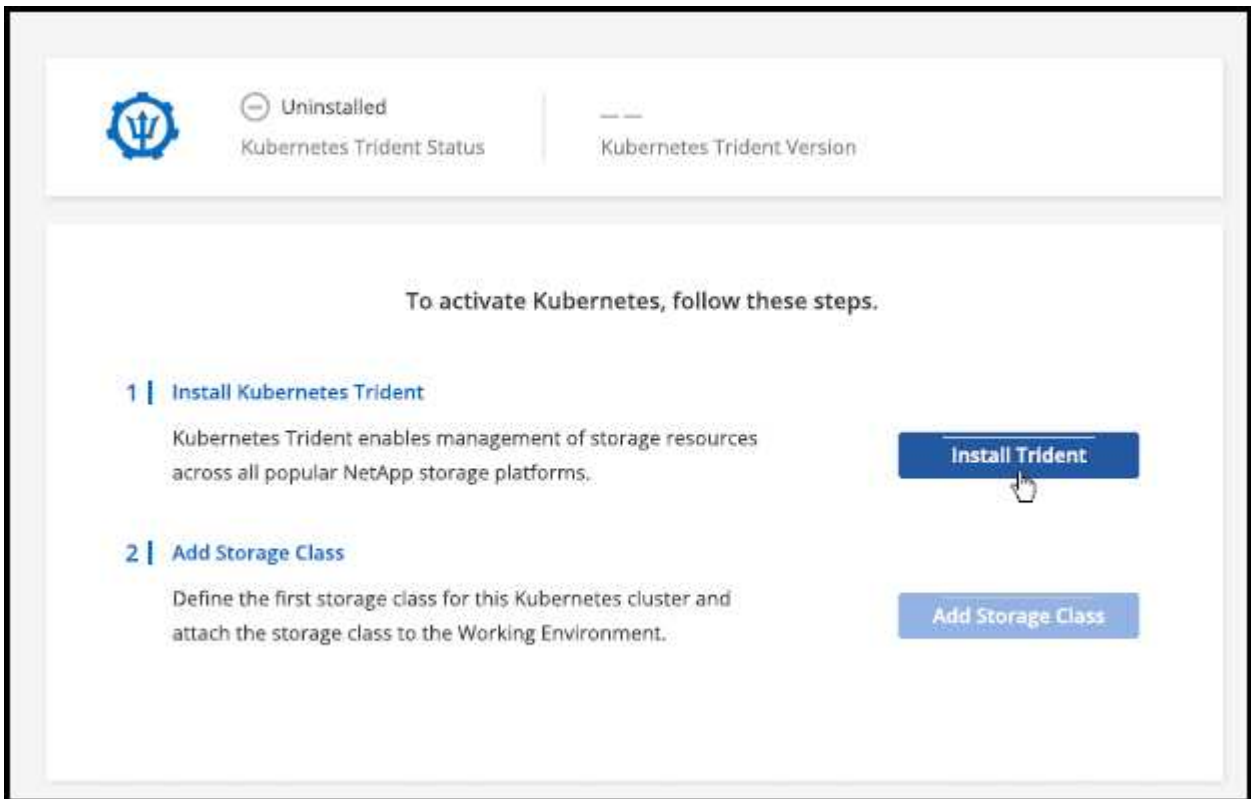 Uninstalled
Kubernetes Trident Status
— —
Kubernetes Trident Version
To activate Kubernetes, follow these steps.
1 | Install Kubernetes Trident
Kubernetes Trident enables management of storage resources
across all popular NetApp storage platforms.
Install Trident
2 | Add Storage Class
Define the first storage class for this Kubernetes cluster and
attach the storage class to the Working Environment.
Add Storage Class